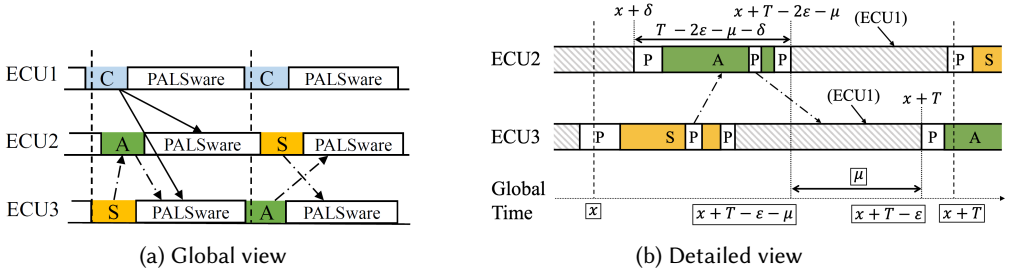 ECU1
C
PALSware
C
PALSware
ECU2
A
PALSware
S
PALSware
ECU3
S
PALSware
A
PALSware
(a) Global view
x + δ
x + T − 2ε − μ
(ECU1)
T − 2ε − μ − δ
ECU2
P
A
P
P
P
S
(ECU1)
x + T
ECU3
P
S
P
P
P
A
Global
Time
μ
x
x + T − ε − μ
x + T − ε
x + T
(b) Detailed view